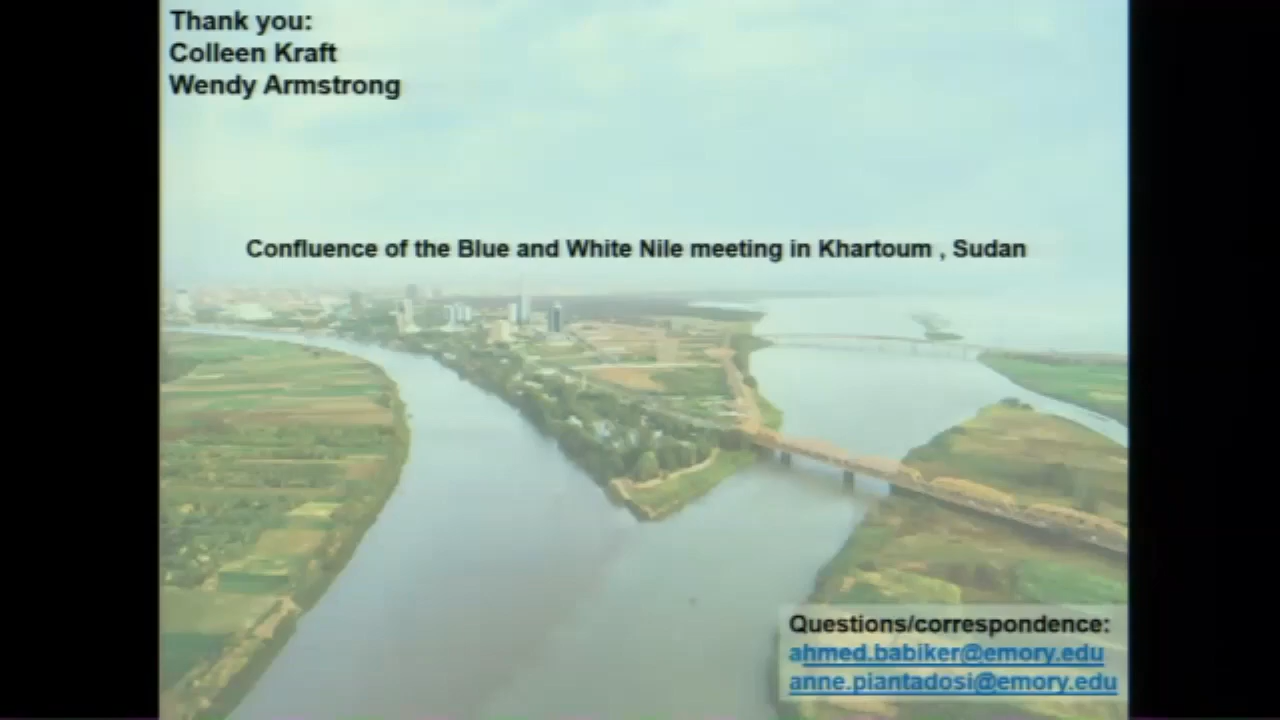 Thank you:
Colleen Kraft
Wendy Armstrong
Confluence of the Blue and White Nile meeting in Khartoum , Sudan
Questions/correspondence:
ahmed.babiker@emory.edu
anne.piantadosi@emory.edu